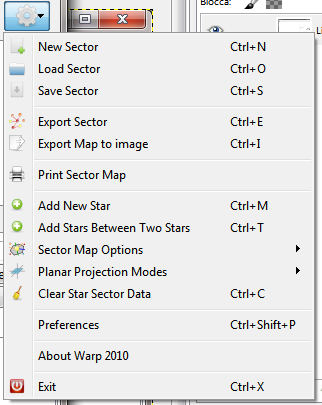 Blocca:
New Sector Ctrl+N
Load Sector Ctrl+O
Save Sector Ctrl+S
Export Sector Ctrl+E
Export Map to image Ctrl+I
Print Sector Map
Add New Star Ctrl+M
Add Stars Between Two Stars Ctrl+T
Sector Map Options
Planar Projection Modes
Clear Star Sector Data Ctrl+C
Preferences Ctrl+Shift+P
About Warp 2010
Exit Ctrl+X